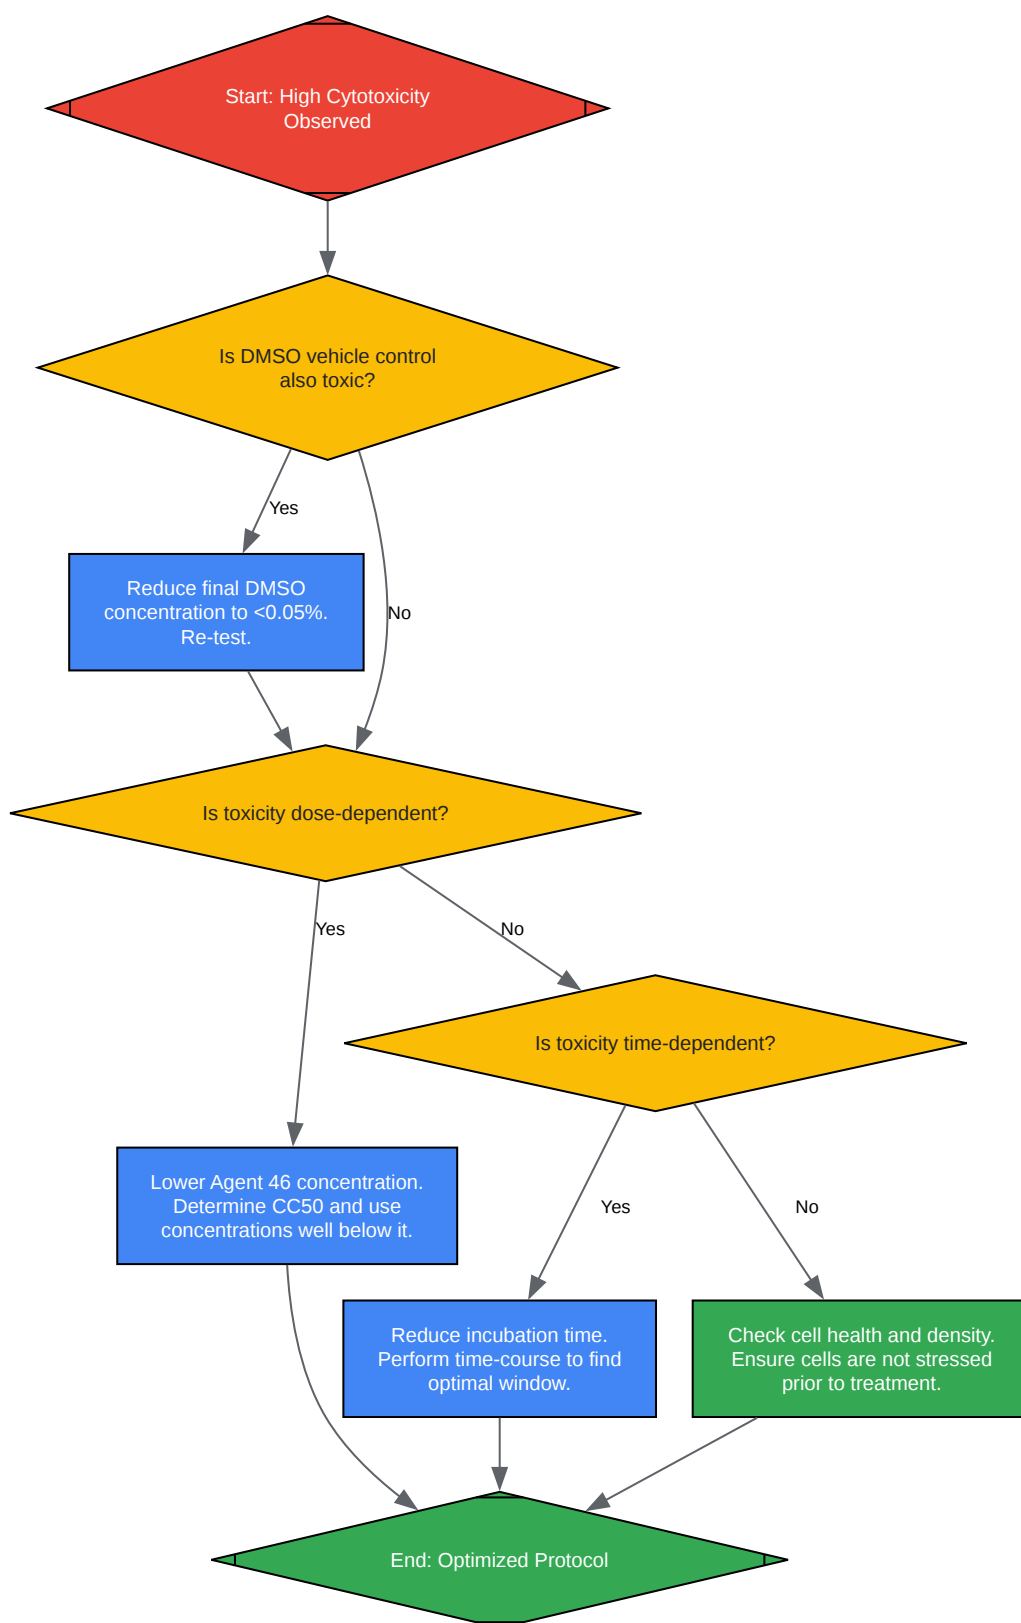 Start: High Cytotoxicity
Observed
Is DMSO vehicle control
also toxic?
Yes
Reduce final DMSO
concentration to <0.05%.
Re-test.
No
Is toxicity dose-dependent?
Yes
No
Is toxicity time-dependent?
Lower Agent 46 concentration.
Determine CC50 and use
concentrations well below it.
Yes
No
Reduce incubation time.
Perform time-course to find
optimal window.
Check cell health and density.
Ensure cells are not stressed
prior to treatment.
End: Optimized Protocol